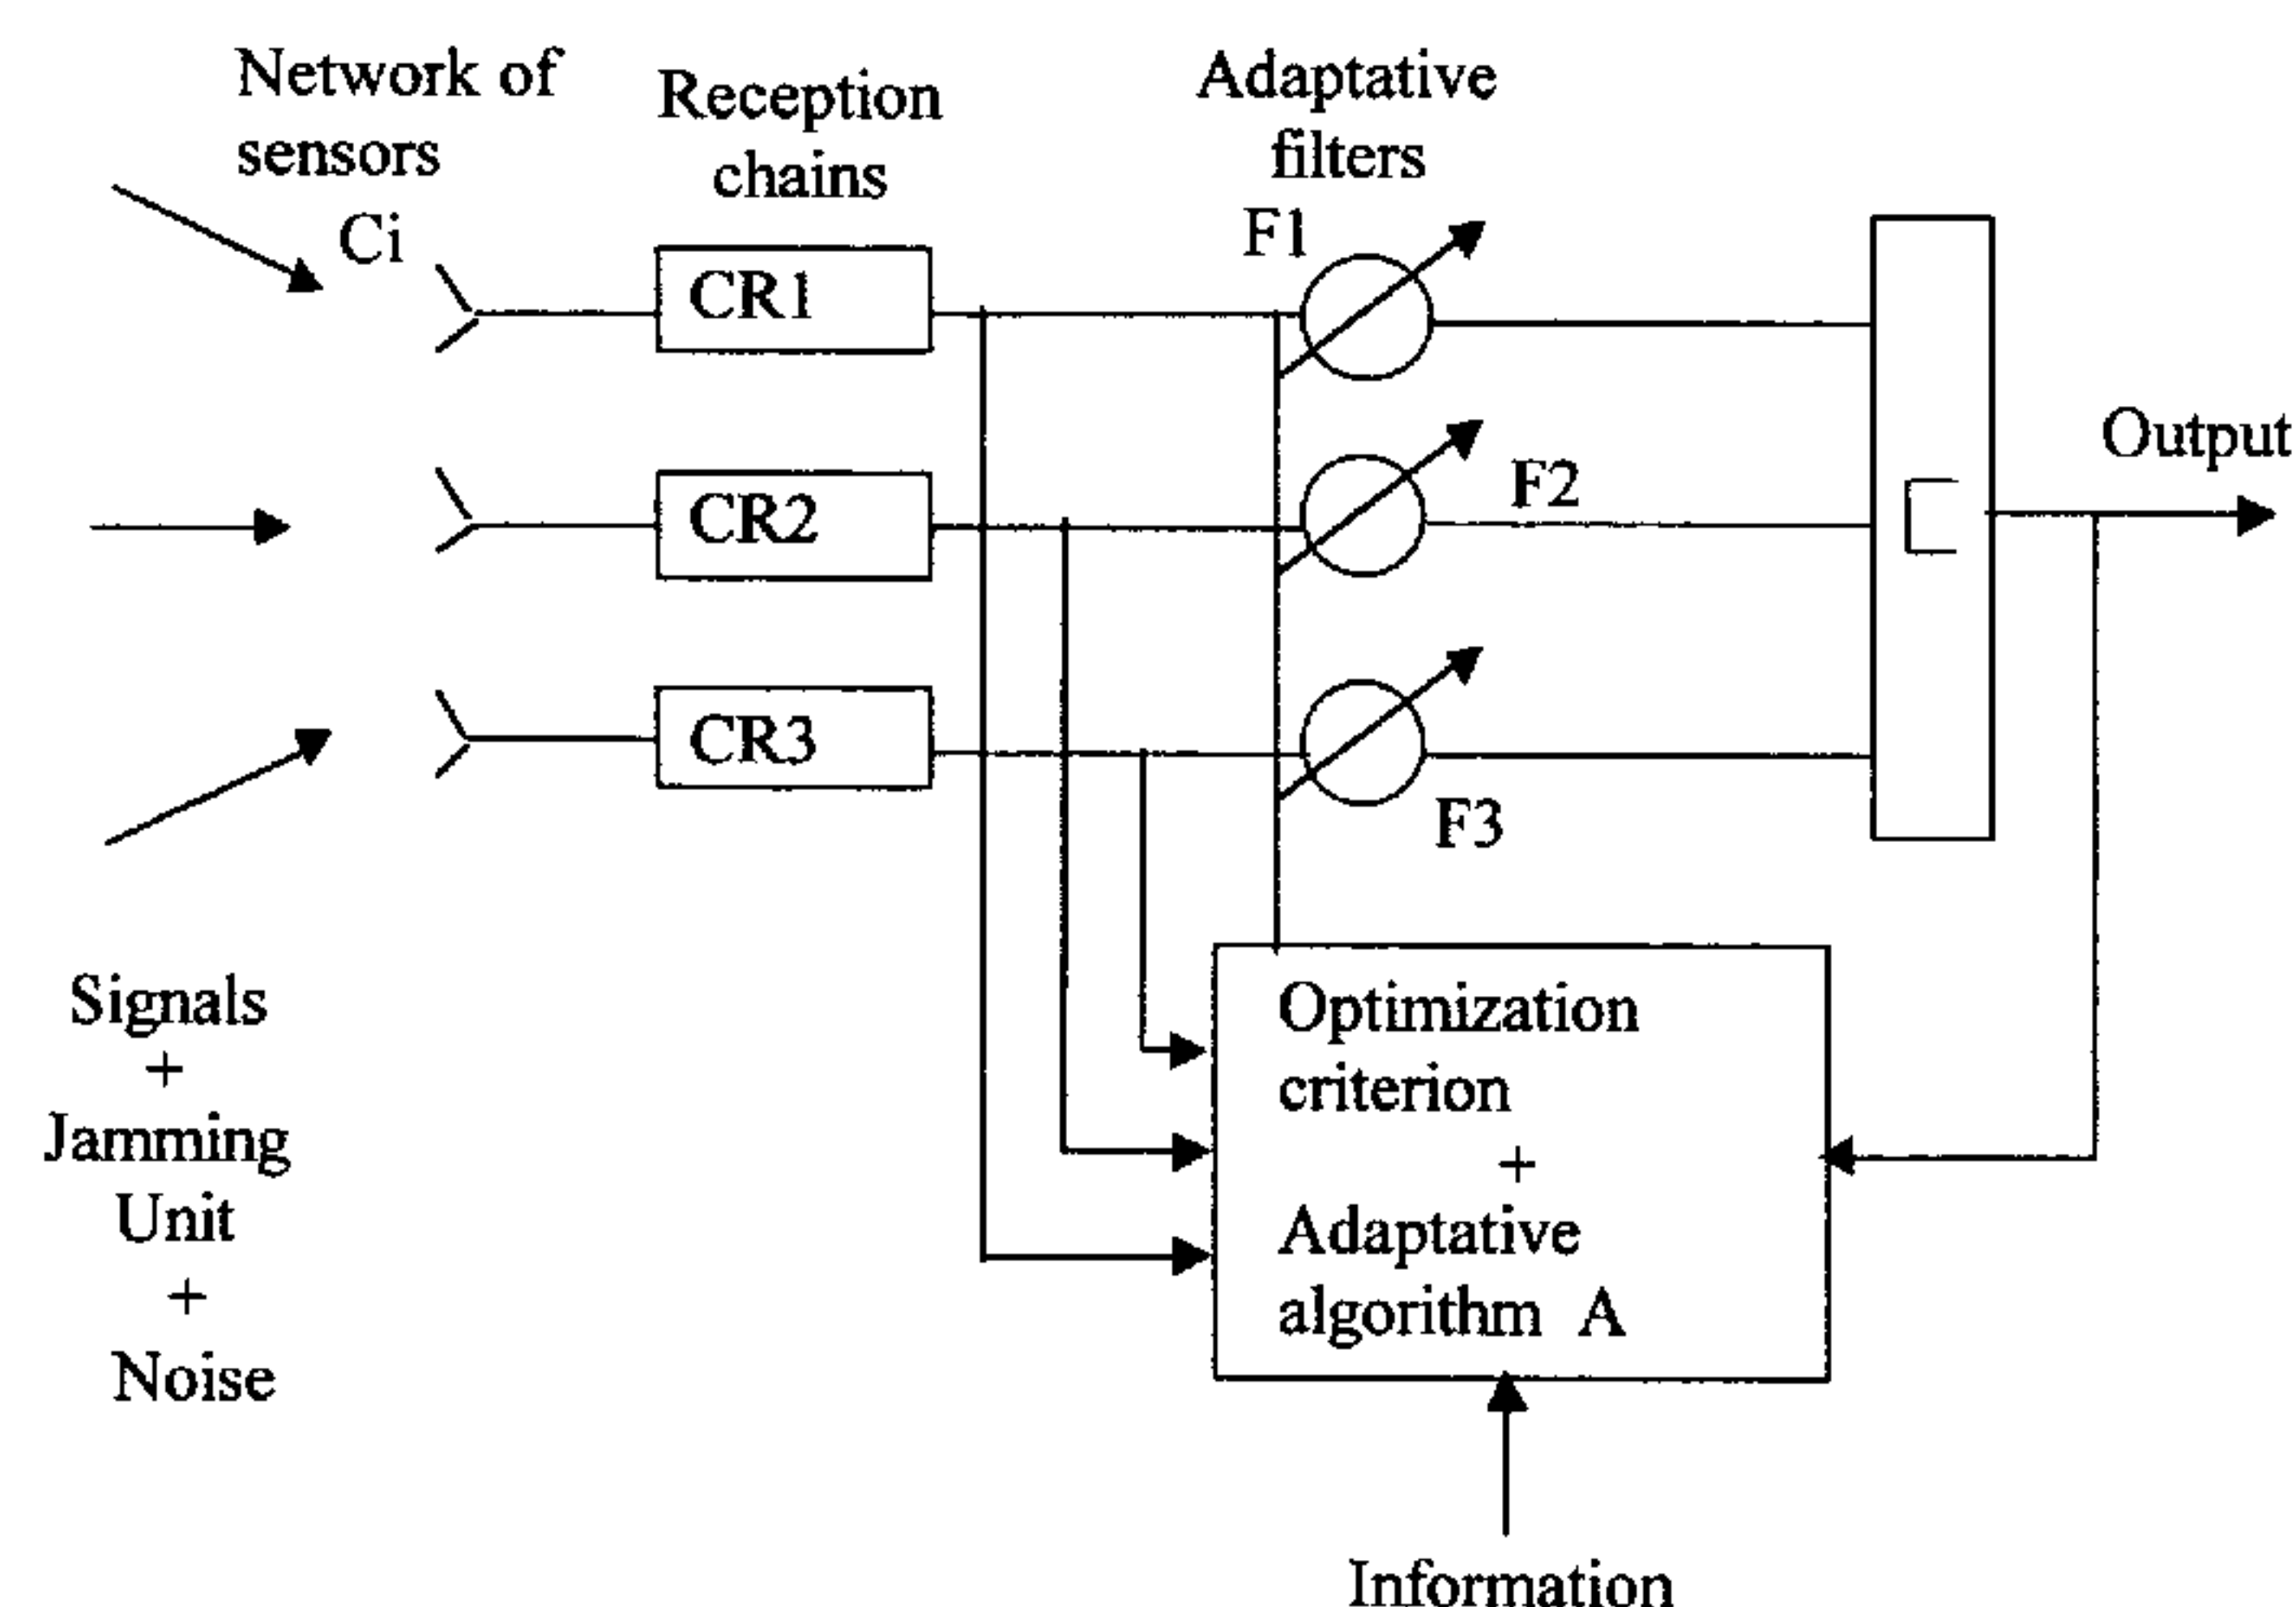 Network of
sensors
Ci
Reception
chains
Adaptative
filters
F1
CR1
CR2
F2
CR3
F3
Output
Signals
+
Jamming
Unit
+
Noise
Optimization
criterion
+
Adaptative
algorithm A
Information